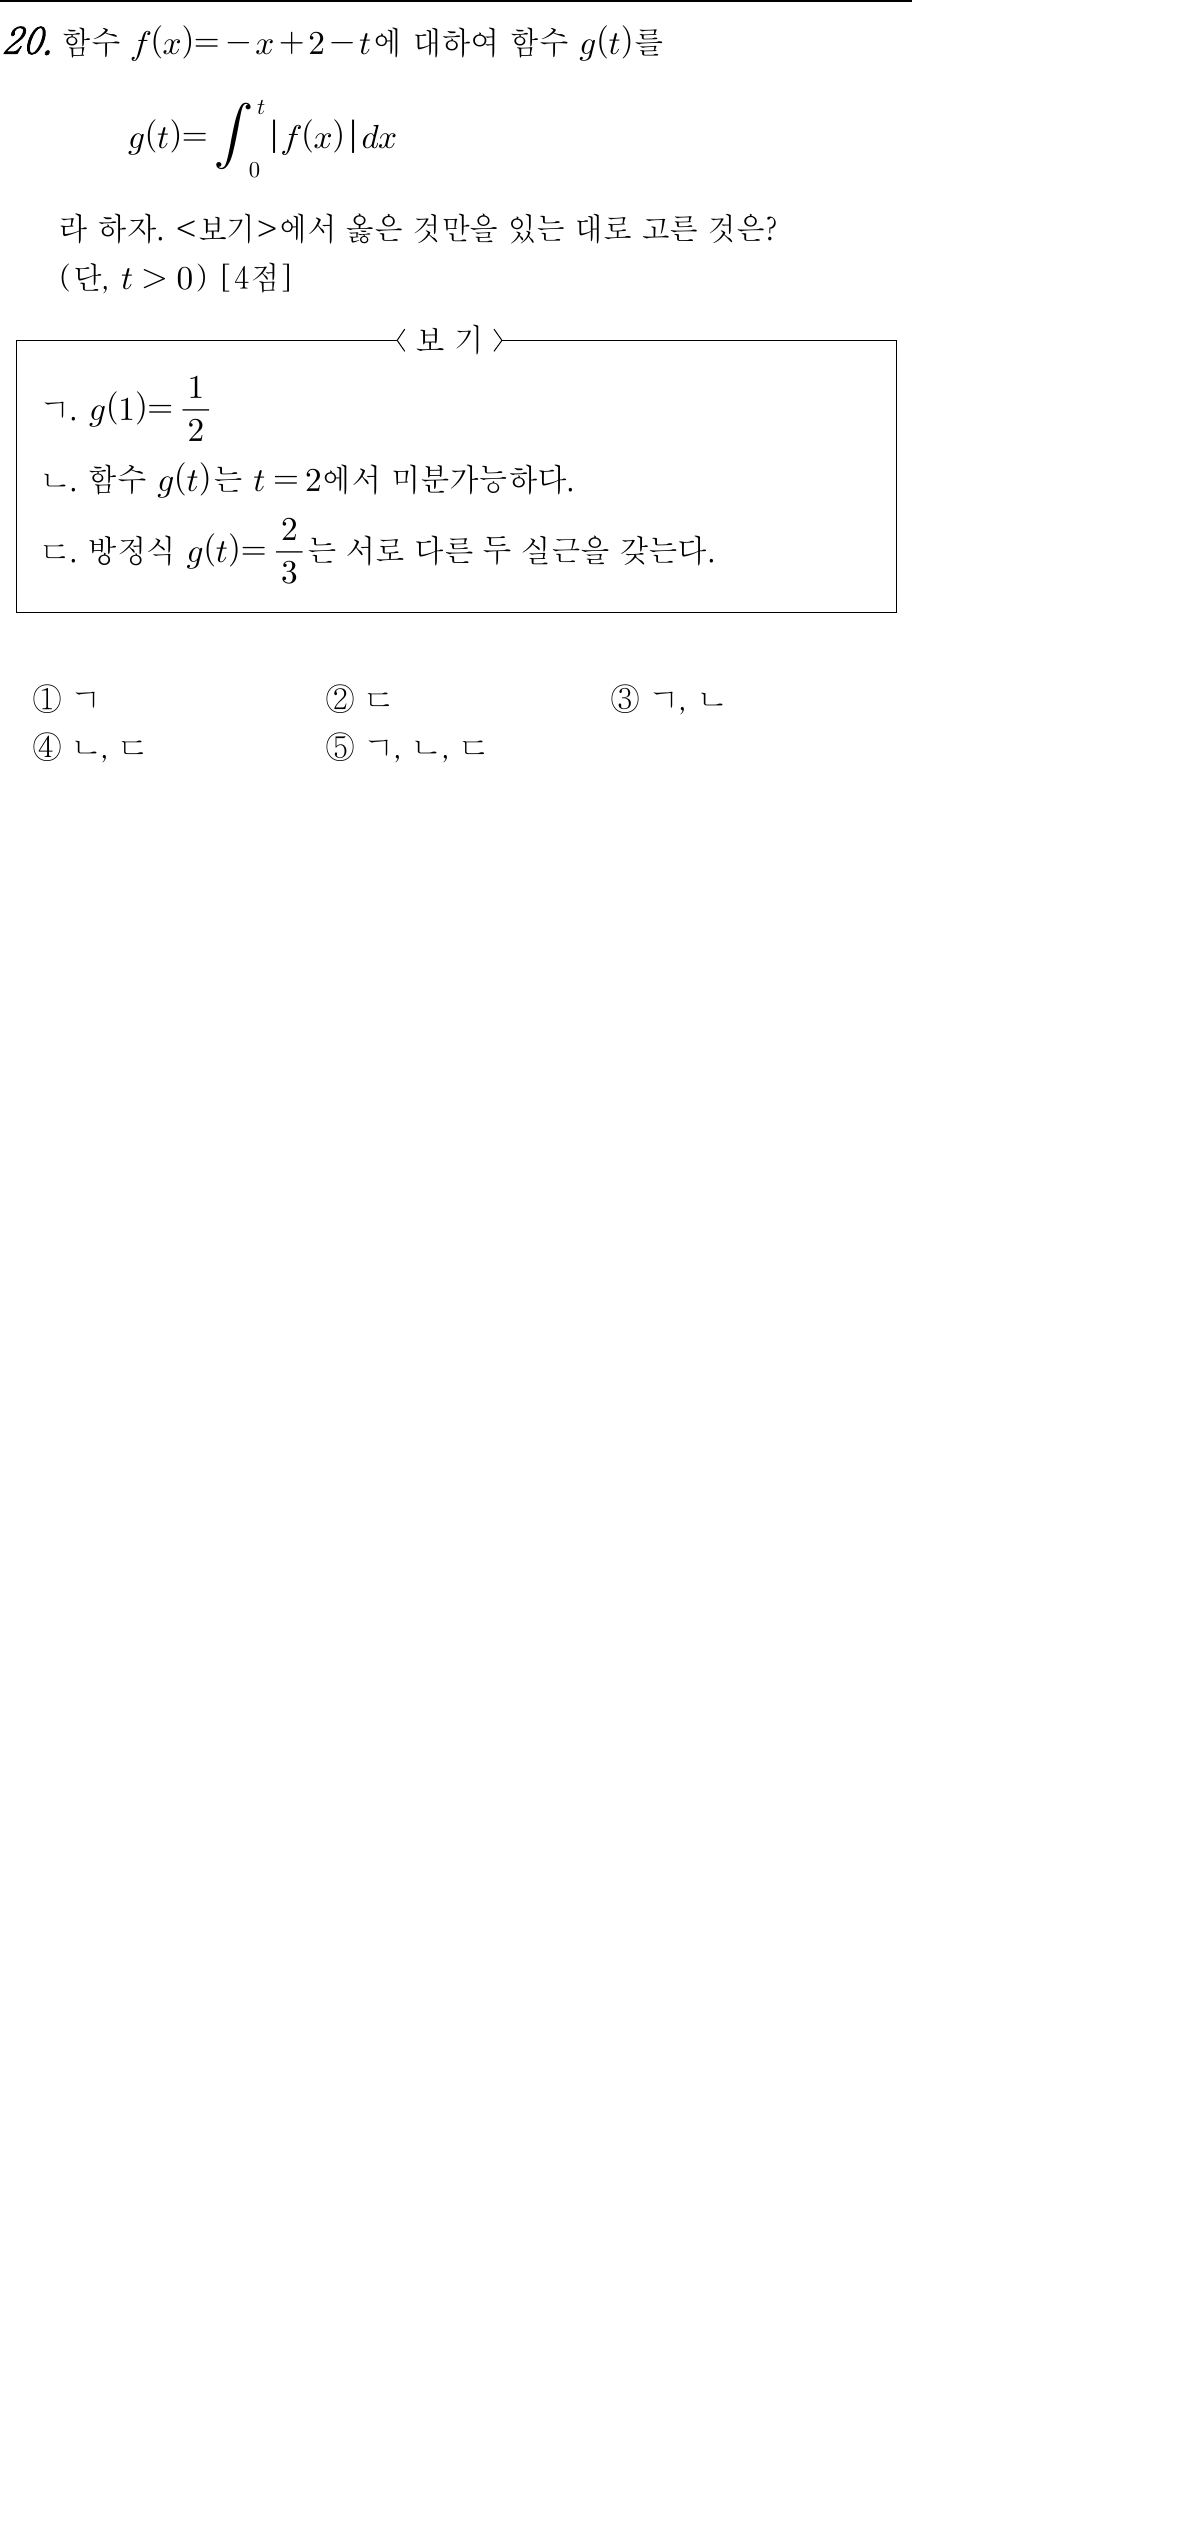 20. 함수 f(x)=-x+2-t에 대하여 함수 g(t)를
g(t)=∫₀ᵗ|f(x)|dx
라 하자. <보기>에서 옳은 것만을 있는 대로 고른 것은?
(단, t > 0) [4점]
〈 보 기 〉
ㄱ. g(1)=1/2
ㄴ. 함수 g(t)는 t=2에서 미분가능하다.
ㄷ. 방정식 g(t)=2/3는 서로 다른 두 실근을 갖는다.
① ㄱ ② ㄷ ③ ㄱ, ㄴ
④ ㄴ, ㄷ ⑤ ㄱ, ㄴ, ㄷ